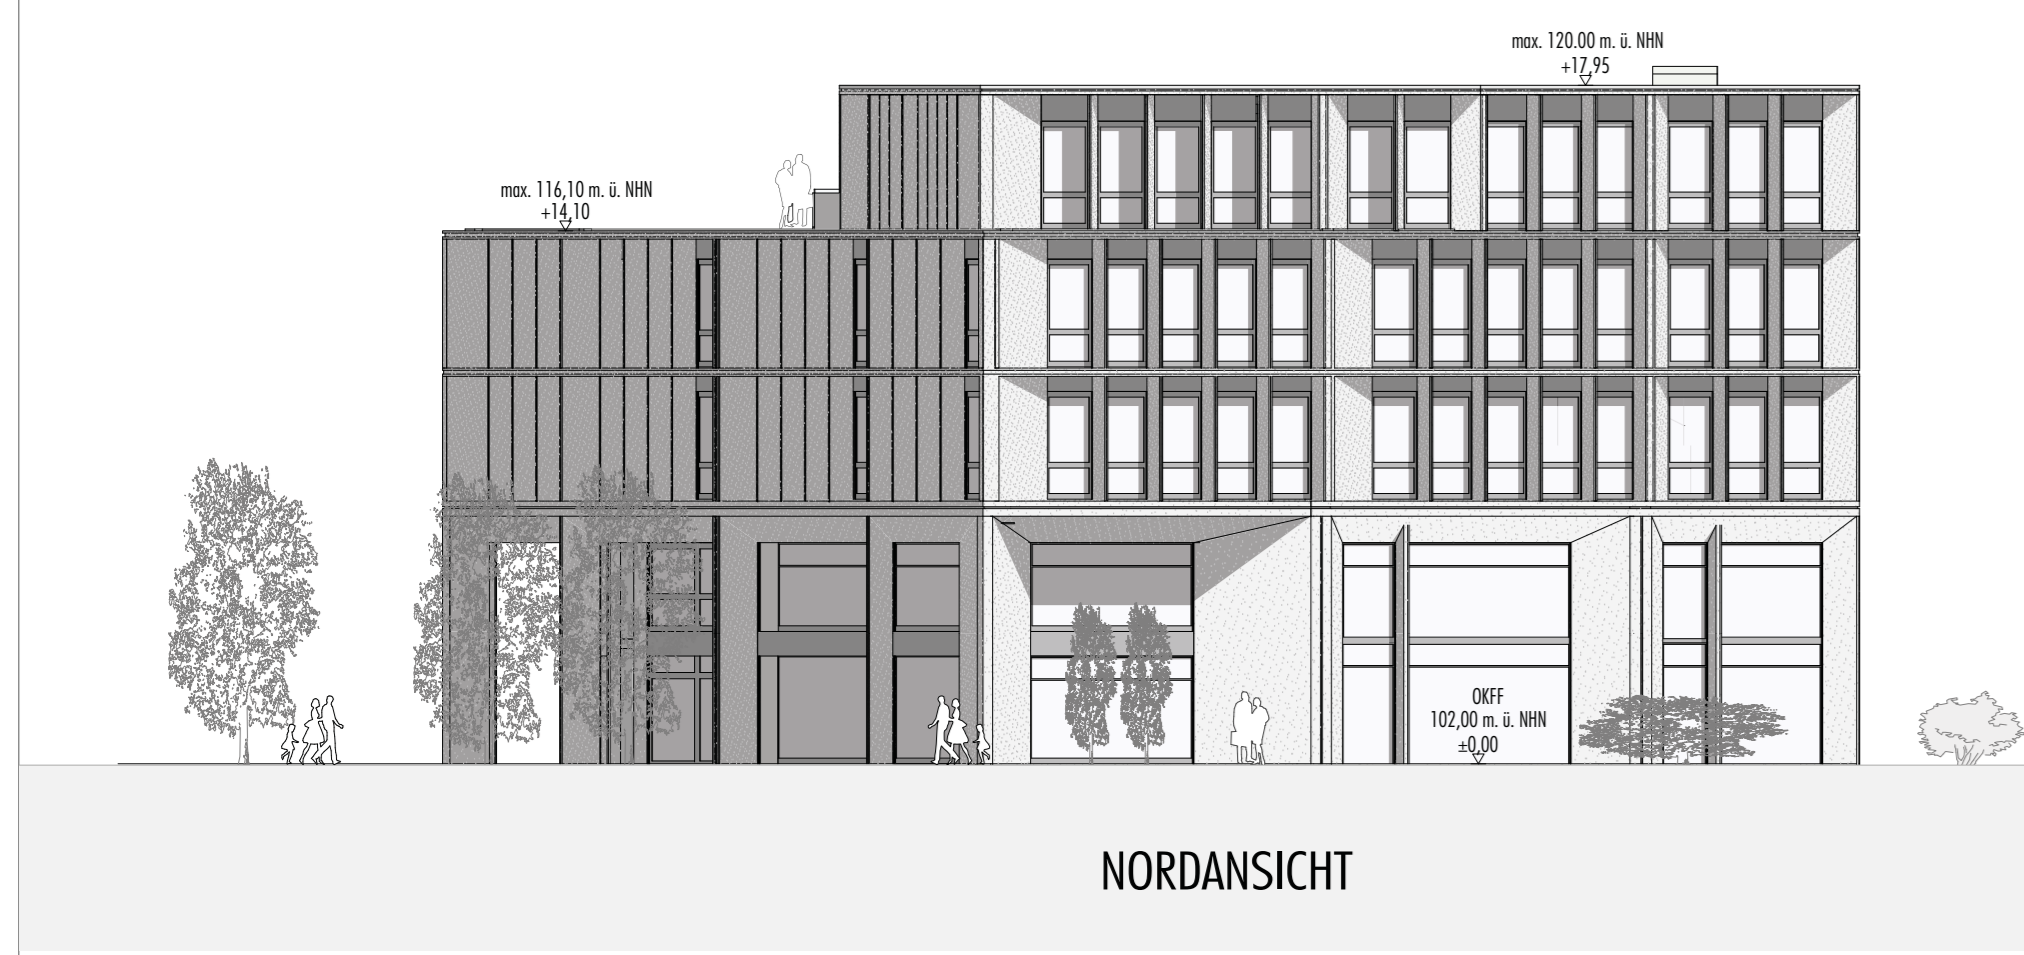 max. 120.00 m. ü. NHN
+17,95
max. 116,10 m. ü. NHN
+14,10
OKFF
102,00 m. ü. NHN
±0,00
NORDANSICHT